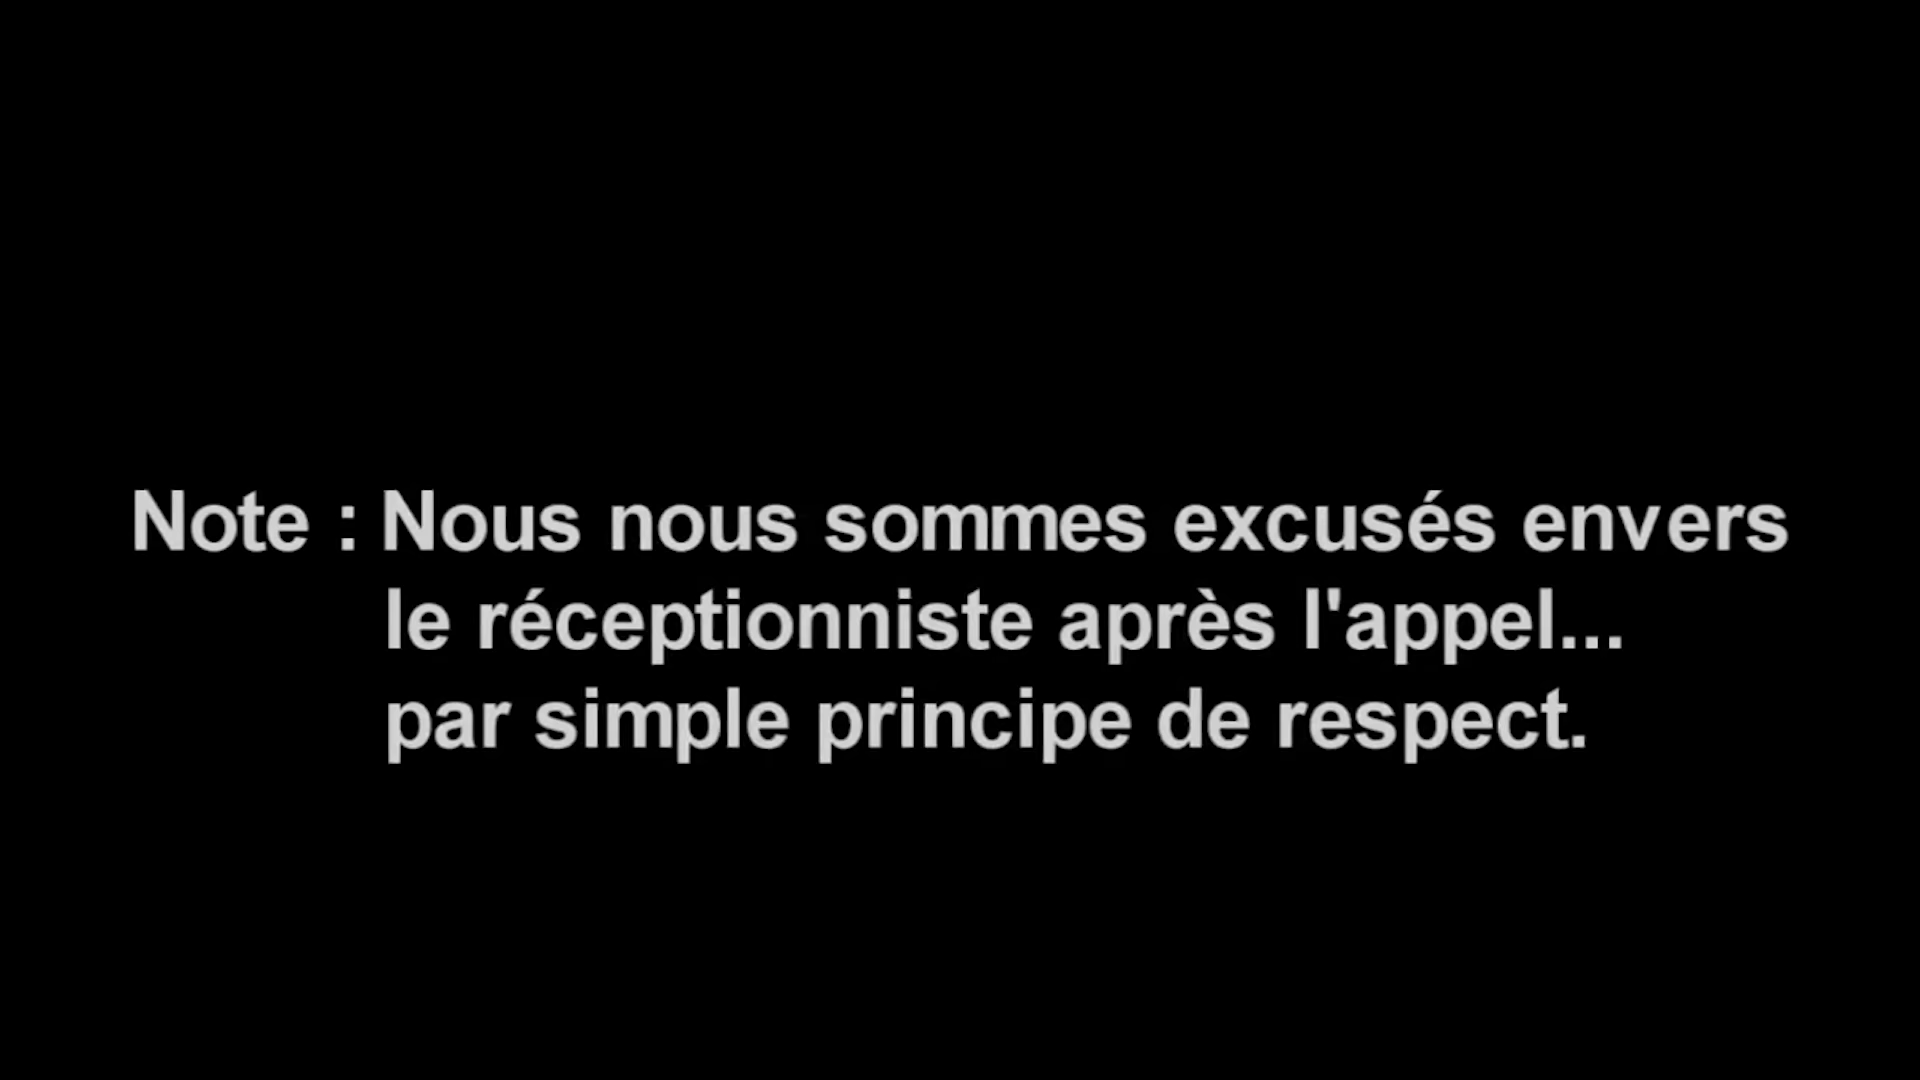 Note : Nous nous sommes excusés envers
le réceptionniste après l'appel...
par simple principe de respect.